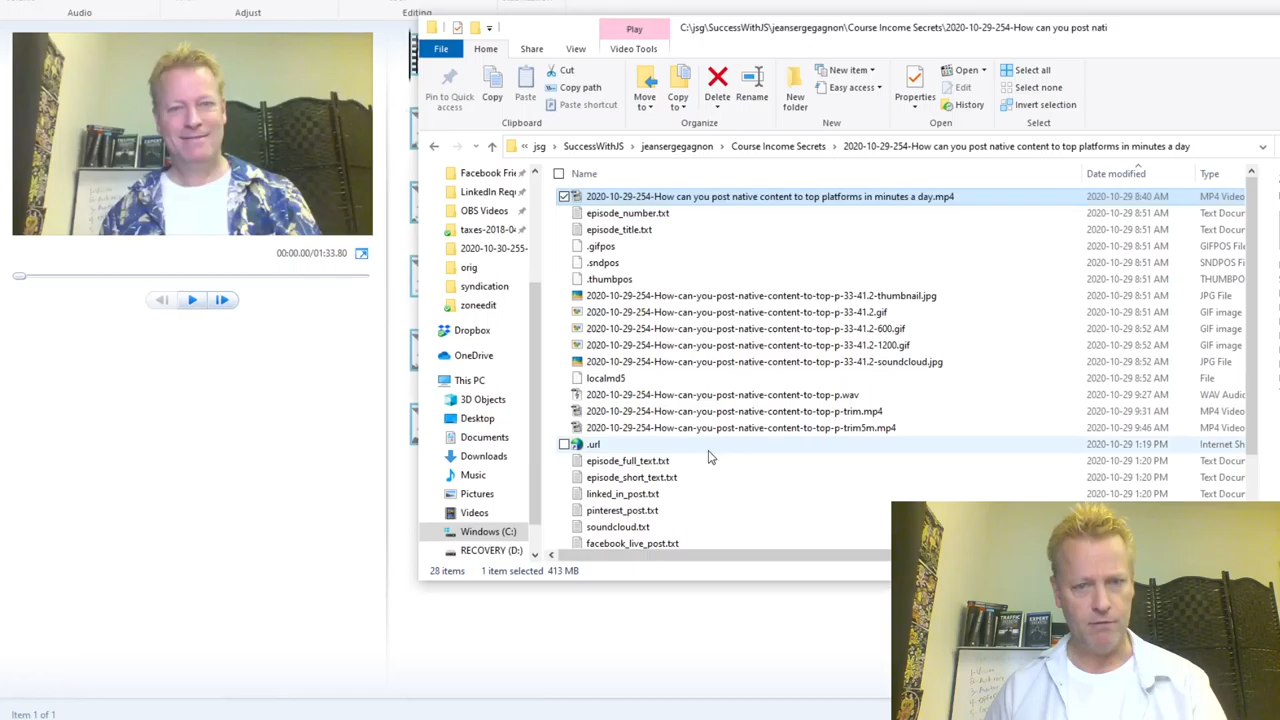 Audio
Adjust
Editing
00:00.00/01:33.80
Item 1 of 1
Play
C:\jsg\SuccessWithJS\jeansergegagnon\Course Income Secrets\2020-10-29-254-How can you post nati
File
Home
Share
View
Video Tools
Pin to Quick access
Copy
Paste
Cut
Copy path
Paste shortcut
Clipboard
Move to
Copy to
Delete
Rename
Organize
New folder
New item
Easy access
New
Properties
Open
Edit
History
Open
Select all
Select none
Invert selection
Select
« jsg > SuccessWithJS > jeansergegagnon > Course Income Secrets > 2020-10-29-254-How can you post native content to top platforms in minutes a day
Facebook Frie
LinkedIn Requ
OBS Videos
taxes-2018-04
2020-10-30-255-
orig
syndication
zoneedit
Dropbox
OneDrive
This PC
3D Objects
Desktop
Documents
Downloads
Music
Pictures
Videos
Windows (C:)
RECOVERY (D:)
Name Date modified Type
2020-10-29-254-How can you post native content to top platforms in minutes a day.mp4 2020-10-29 8:40 AM MP4 Video
episode_number.txt 2020-10-29 8:51 AM Text Docur
episode_title.txt 2020-10-29 8:51 AM Text Docur
.gifpos 2020-10-29 8:51 AM GIFPOS File
.sndpos 2020-10-29 8:51 AM SNDPOS Fi
.thumbpos 2020-10-29 8:51 AM THUMBPO
2020-10-29-254-How-can-you-post-native-content-to-top-p-33-41.2-thumbnail.jpg 2020-10-29 8:51 AM JPG File
2020-10-29-254-How-can-you-post-native-content-to-top-p-33-41.2.gif 2020-10-29 8:52 AM GIF image
2020-10-29-254-How-can-you-post-native-content-to-top-p-33-41.2-600.gif 2020-10-29 8:52 AM GIF image
2020-10-29-254-How-can-you-post-native-content-to-top-p-33-41.2-1200.gif 2020-10-29 8:52 AM GIF image
2020-10-29-254-How-can-you-post-native-content-to-top-p-33-41.2-soundcloud.jpg 2020-10-29 8:52 AM JPG File
localmd5 2020-10-29 8:52 AM File
2020-10-29-254-How-can-you-post-native-content-to-top-p.wav 2020-10-29 9:27 AM WAV Audio
2020-10-29-254-How-can-you-post-native-content-to-top-p-trim.mp4 2020-10-29 9:31 AM MP4 Video
2020-10-29-254-How-can-you-post-native-content-to-top-p-trim5m.mp4 2020-10-29 9:46 AM MP4 Video
.url 2020-10-29 1:19 PM Internet Sh
episode_full_text.txt 2020-10-29 1:20 PM Text Docur
episode_short_text.txt 2020-10-29 1:20 PM Text Docur
linked_in_post.txt 2020-10-29 1:20 PM Text Docur
pinterest_post.txt
soundcloud.txt
facebook_live_post.txt
28 items 1 item selected 413 MB
TRAFFIC
EXPERT